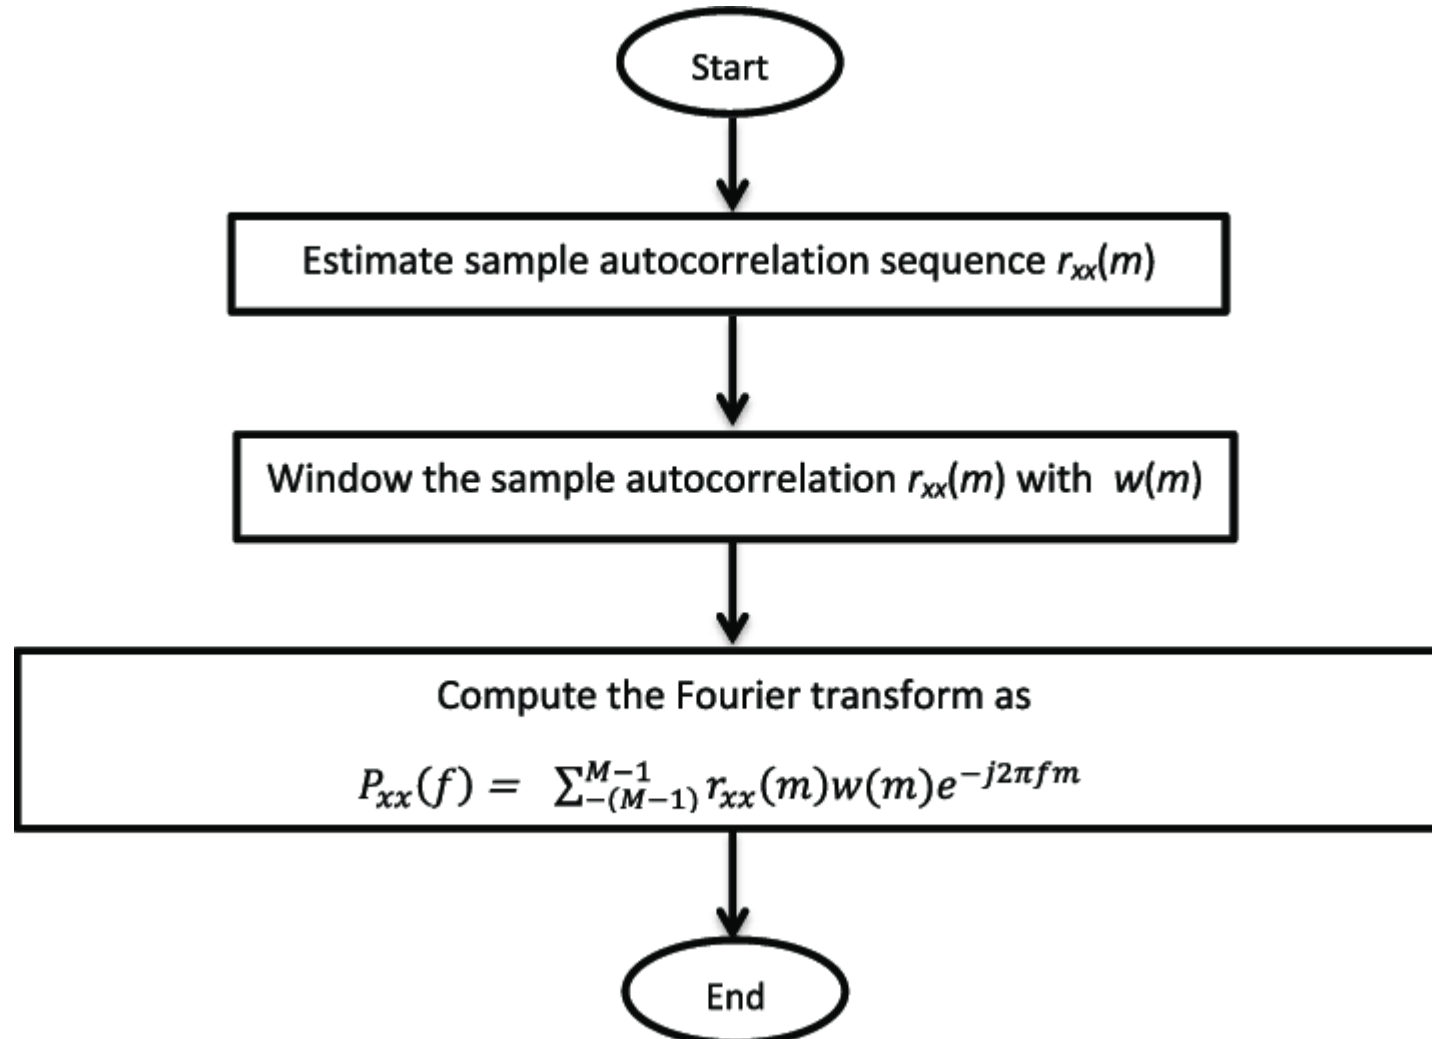 Start
Estimate sample autocorrelation sequence rₓₓ(m)
Window the sample autocorrelation rₓₓ(m) with w(m)
Compute the Fourier transform as
Pₓₓ(f) = ∑_{-(M-1)}^{M-1} rₓₓ(m)w(m)e^{-j2πfm}
End